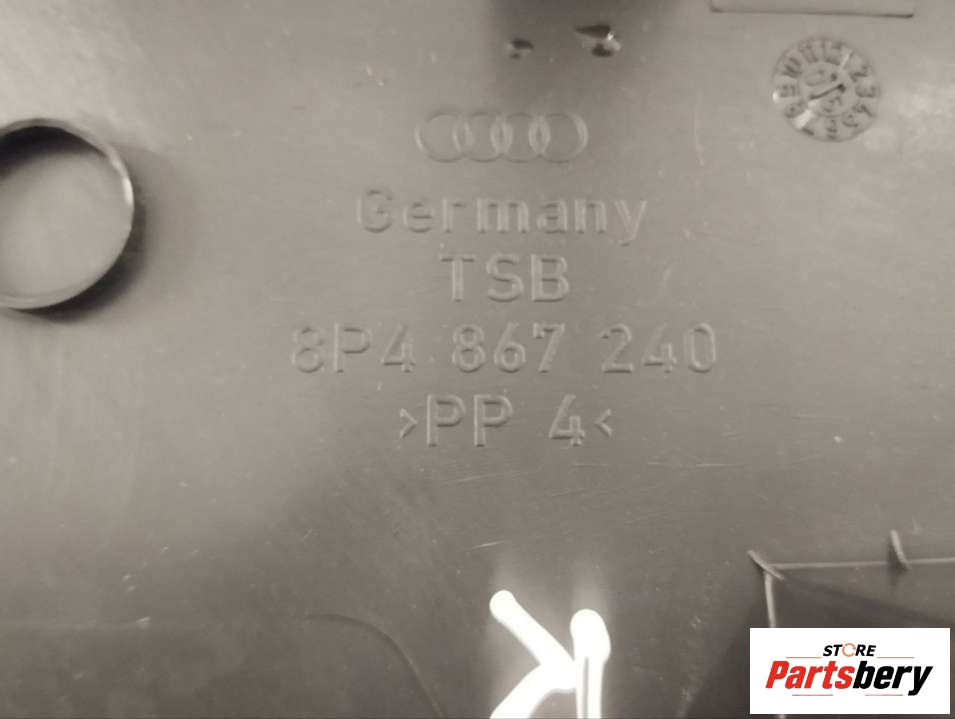 Germany
TSB
8P4 867 240
>PP 4<
STORE
Partsbery